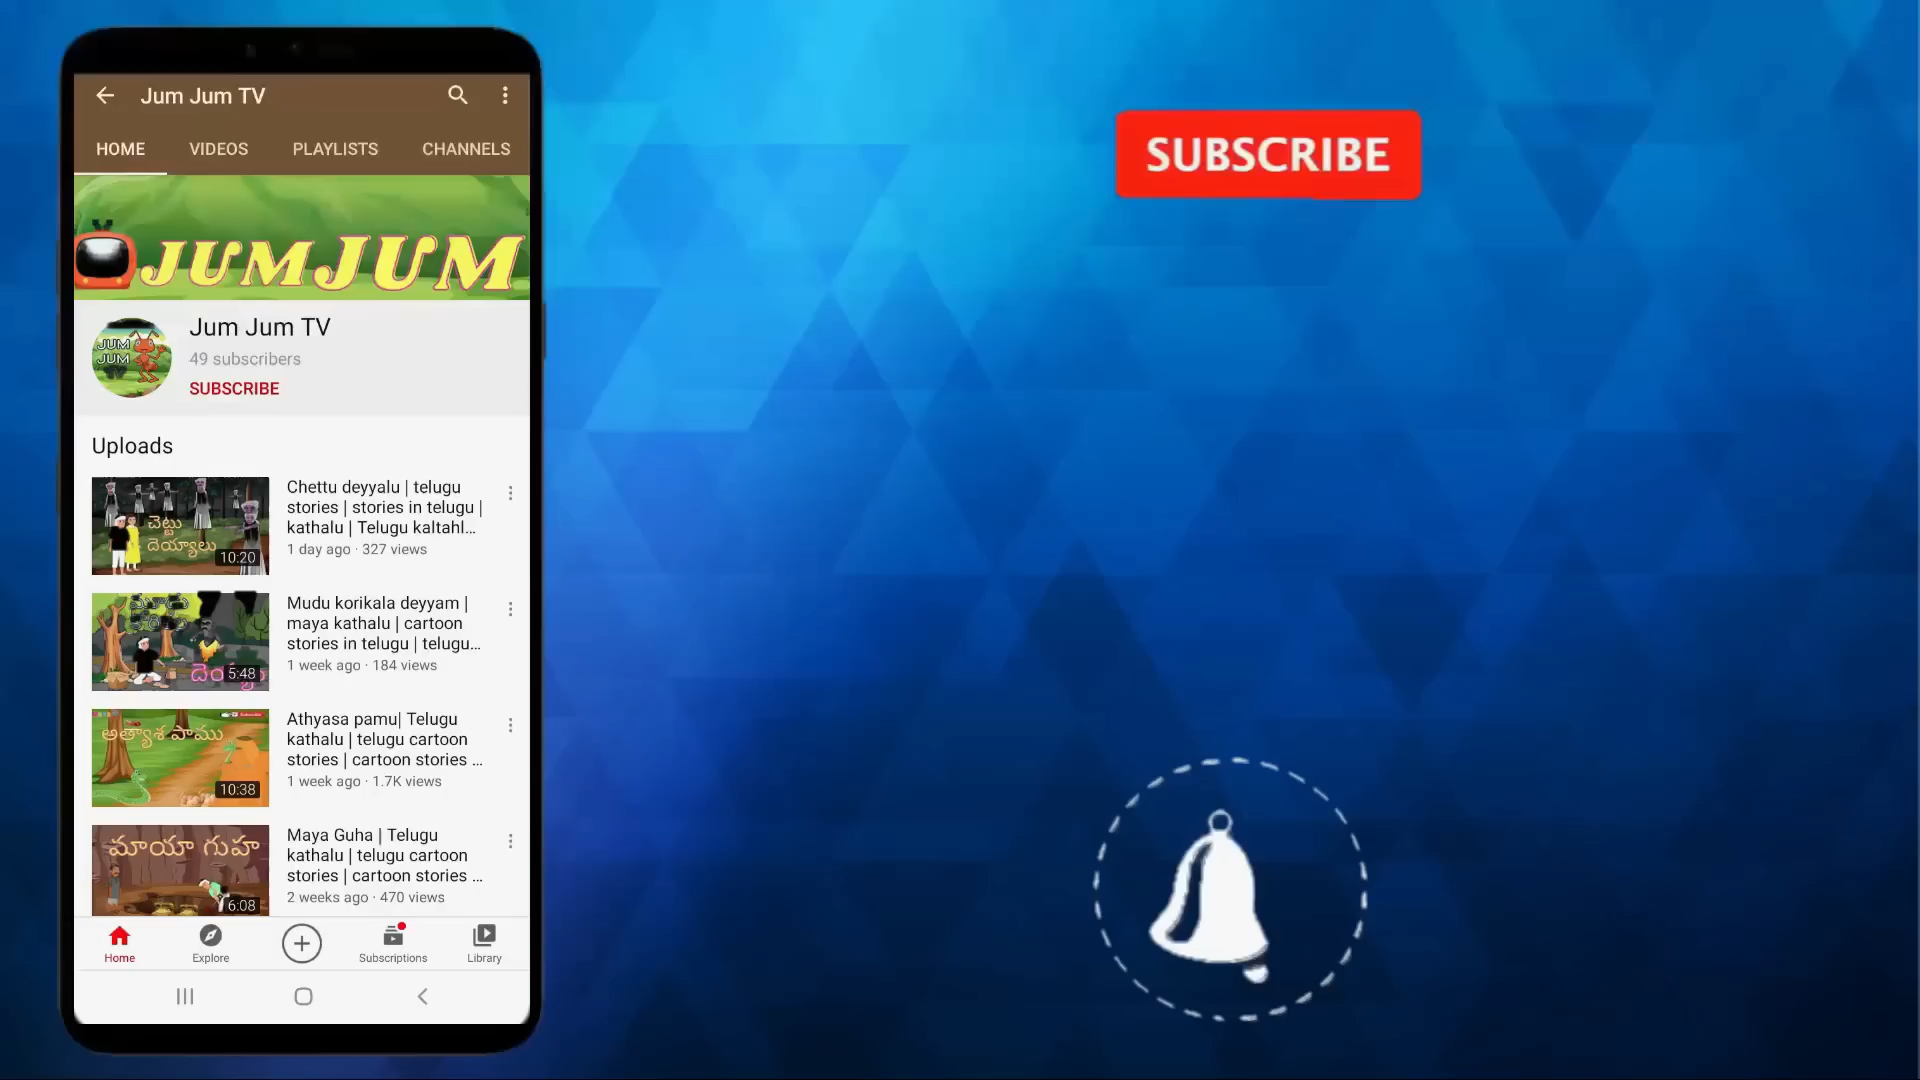 Jum Jum TV
HOME VIDEOS PLAYLISTS CHANNELS
JUMJUM
JUM
JUM
Jum Jum TV
49 subscribers
SUBSCRIBE
Uploads
చెట్టు
దెయ్యాలు
10:20
Chettu deyyalu | telugu
stories | stories in telugu |
kathalu | Telugu kaltahl...
1 day ago · 327 views
5:48
Mudu korikala deyyam |
maya kathalu | cartoon
stories in telugu | telugu...
1 week ago · 184 views
అత్యాశ పాము
10:38
Athyasa pamu| Telugu
kathalu | telugu cartoon
stories | cartoon stories ...
1 week ago · 1.7K views
మాయా గుహ
6:08
Maya Guha | Telugu
kathalu | telugu cartoon
stories | cartoon stories ...
2 weeks ago · 470 views
Home Explore Subscriptions Library
SUBSCRIBE